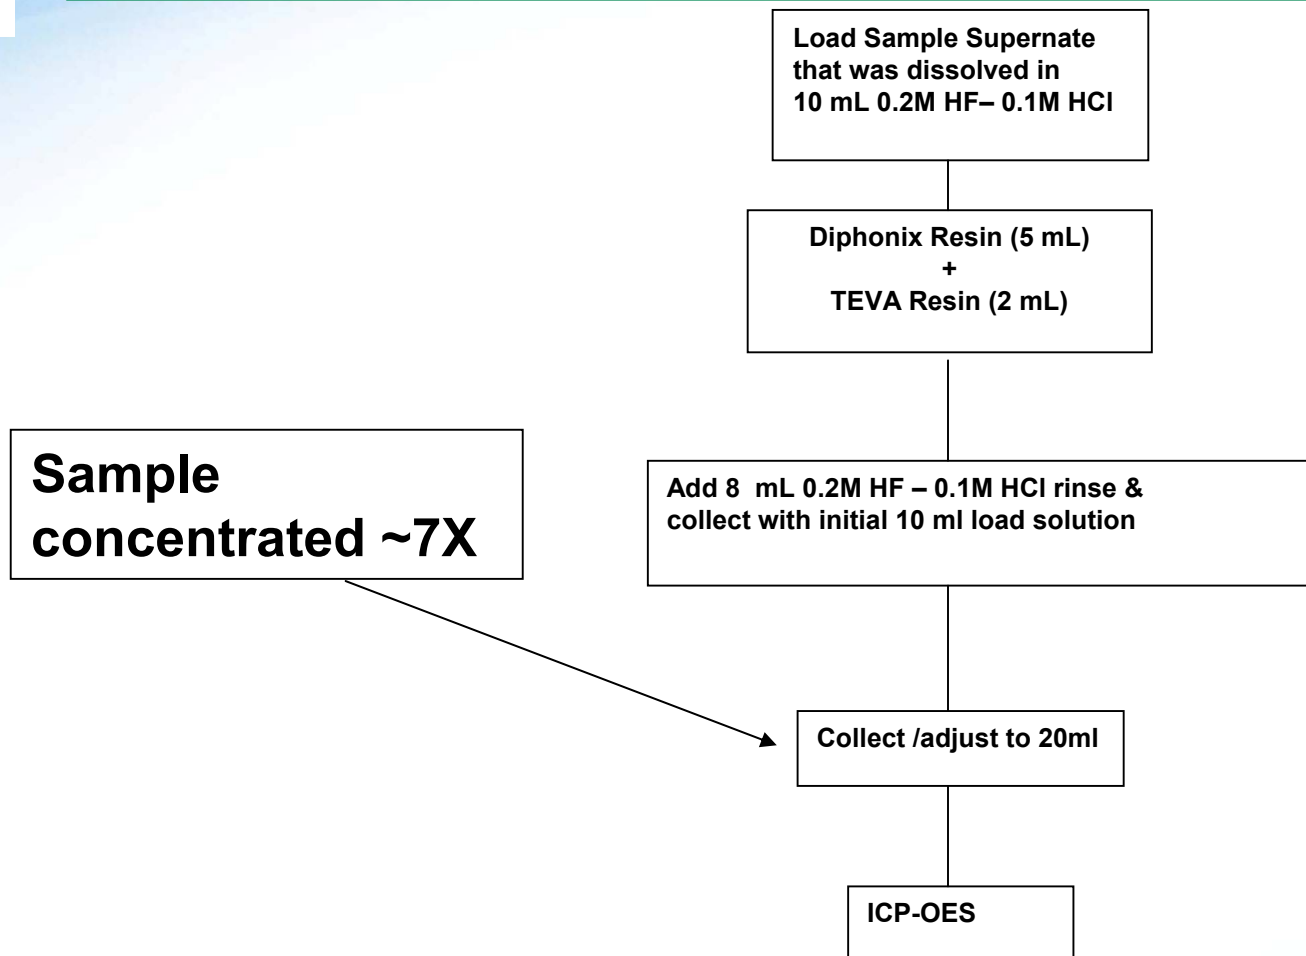 Load Sample Supernate
that was dissolved in
10 mL 0.2M HF– 0.1M HCl
Diphonix Resin (5 mL)
+
TEVA Resin (2 mL)
Sample
concentrated ~7X
Add 8  mL 0.2M HF – 0.1M HCl rinse &
collect with initial 10 ml load solution
Collect /adjust to 20ml
ICP-OES